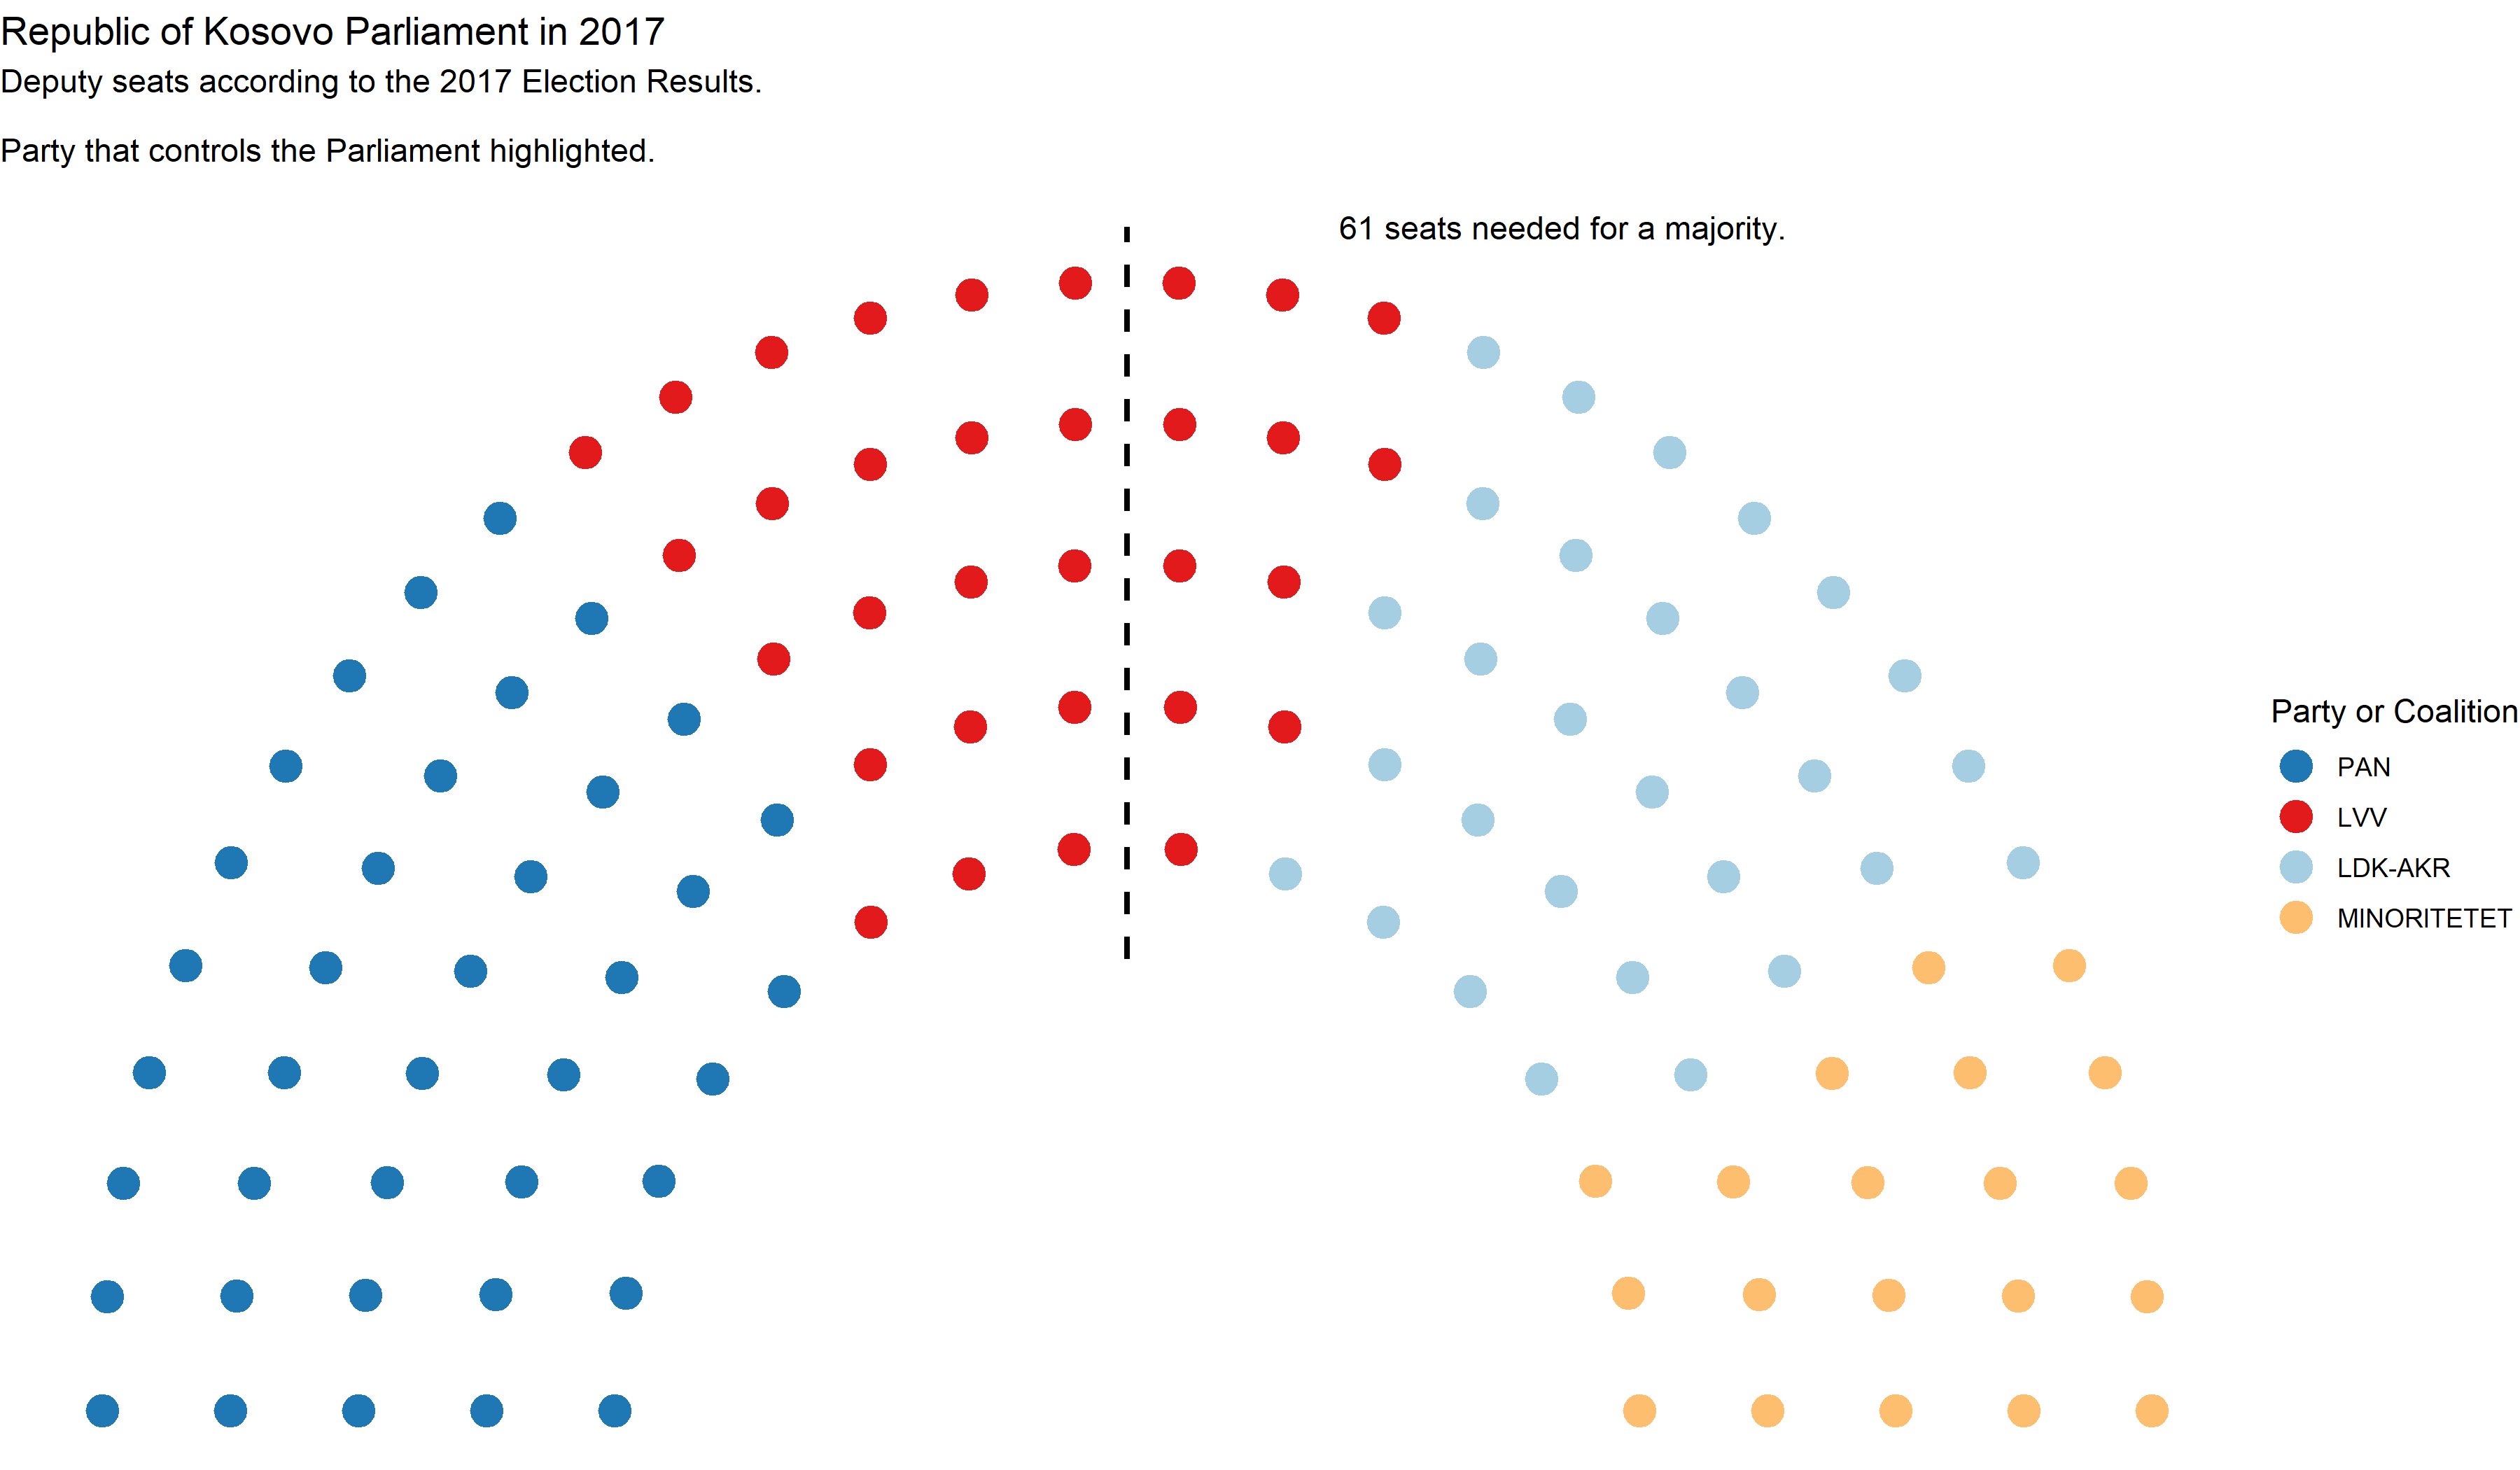 Republic of Kosovo Parliament in 2017
Deputy seats according to the 2017 Election Results.
Party that controls the Parliament highlighted.
61 seats needed for a majority.
Party or Coalition
PAN
LVV
LDK-AKR
MINORITETET